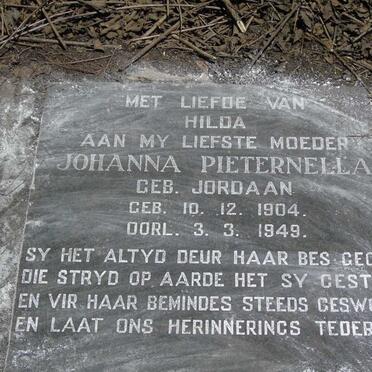 MET LIEFDE VAN
HILDA
AAN MY LIEFSTE MOEDER
JOHANNA PIETERNELLA
GEB. JORDAAN
GEB. 10. 12. 1904.
OORL. 3. 3. 1949.
SY HET ALTYD DEUR HAAR BES
DIE STRYD OP AARDE HET SY
EN VIR HAAR BEMINDES STEEDS
EN LAAT ONS HERINNERINGS